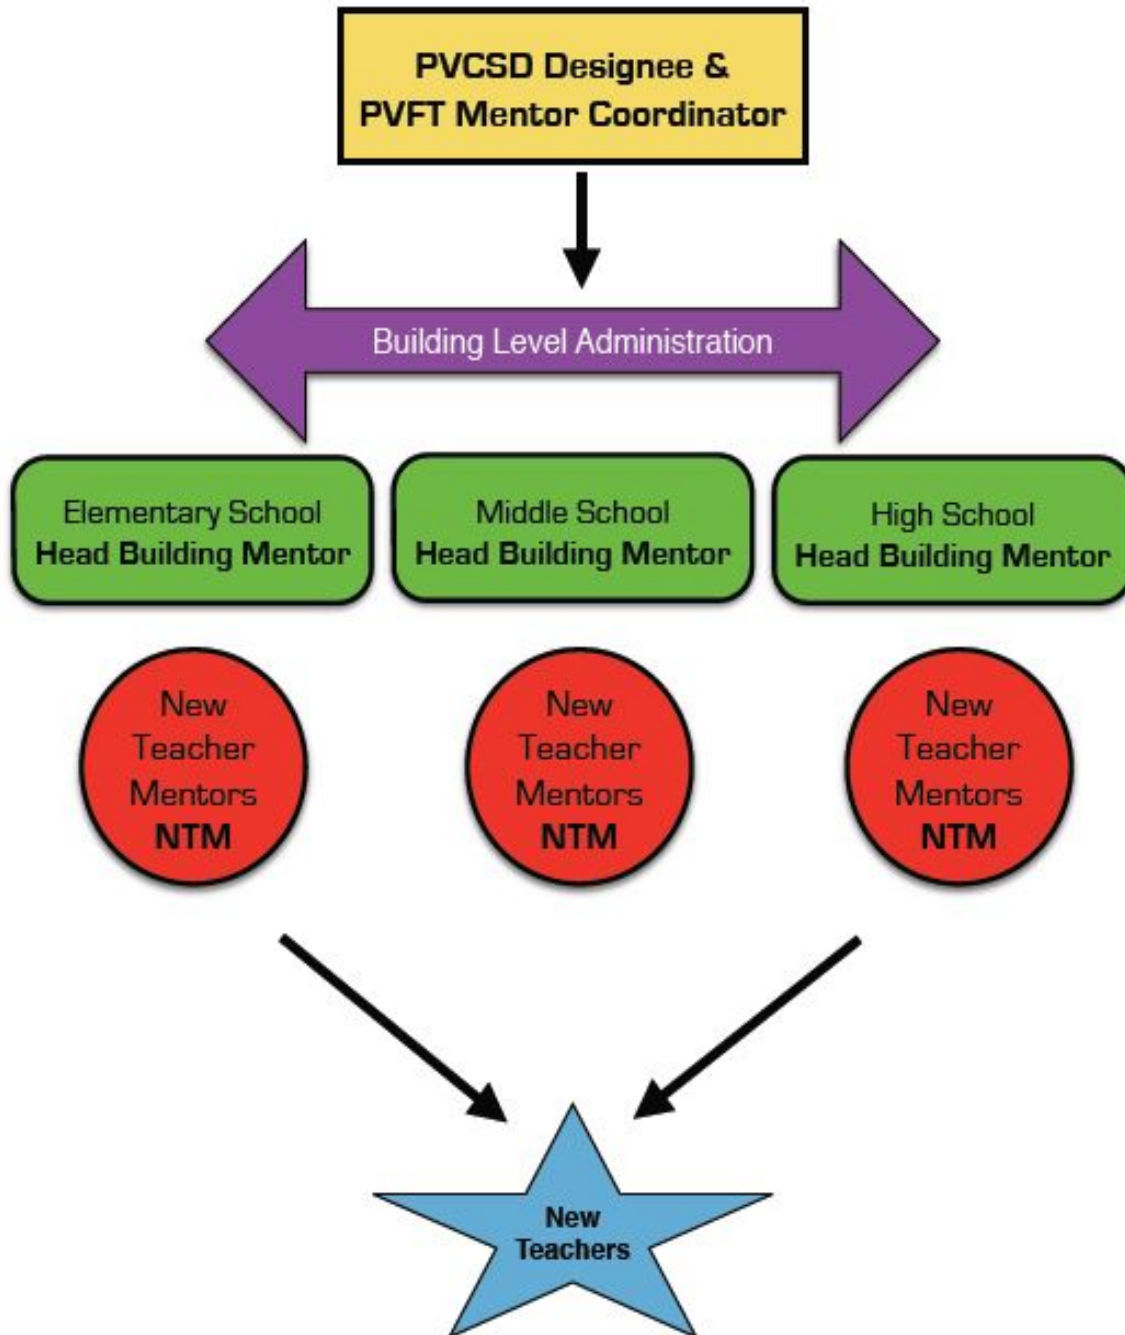 PVCSD Designee &
PVFT Mentor Coordinator
Building Level Administration
Elementary School
Head Building Mentor
Middle School
Head Building Mentor
High School
Head Building Mentor
New
Teacher
Mentors
NTM
New
Teacher
Mentors
NTM
New
Teacher
Mentors
NTM
New
Teachers